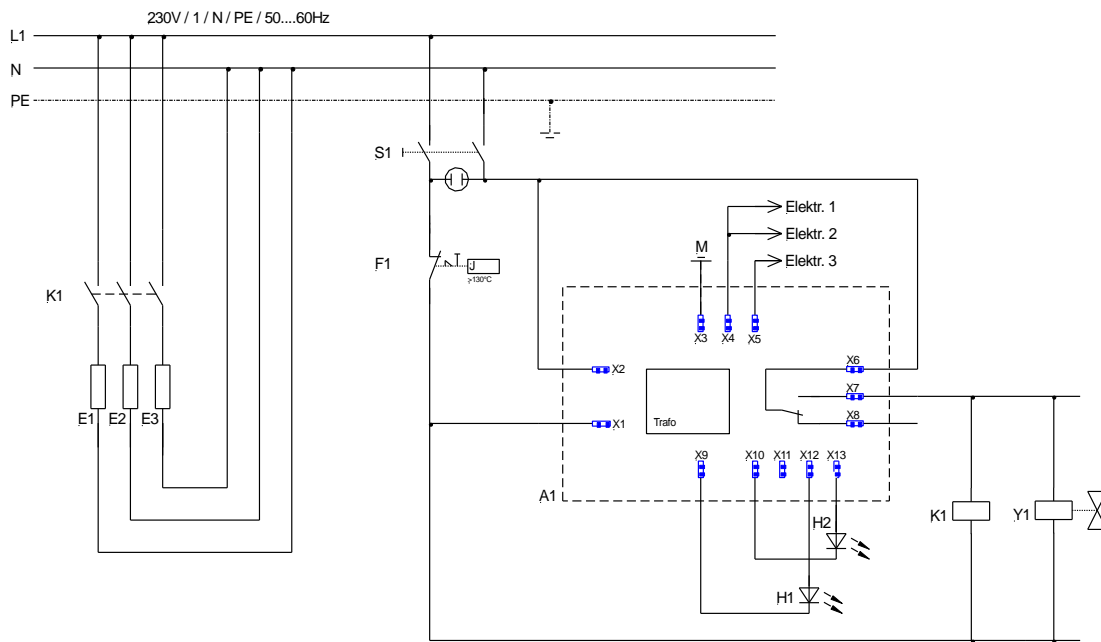 230V / 1 / N / PE / 50....60Hz
L1
N
PE
S1
Elektr. 1
Elektr. 2
M
Elektr. 3
F1
J
>130°C
K1
X3 X4 X5
X2
X6
X7
E1 E2 E3
Trafo
X1
X8
X9 X10 X11 X12 X13
A1
K1
Y1
H2
H1